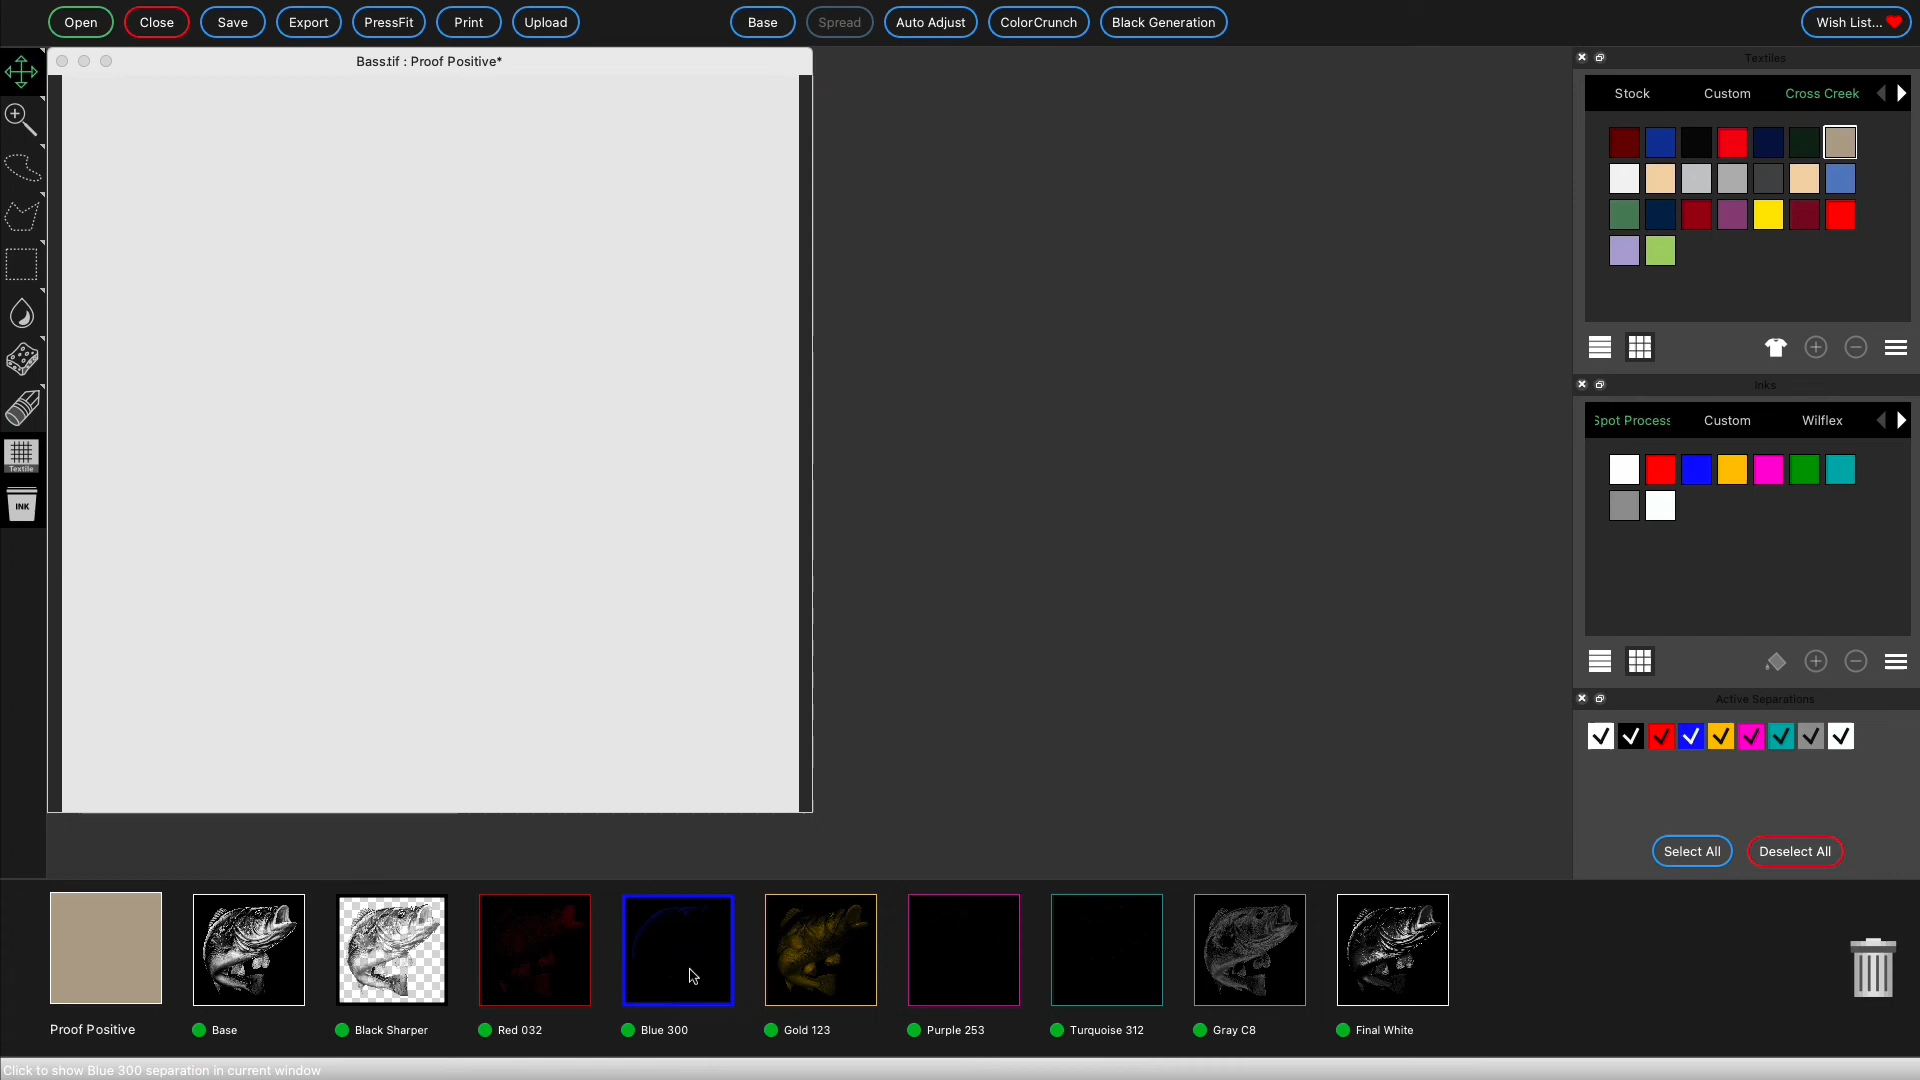 Open Close Save Export PressFit Print Upload Base Spread Auto Adjust ColorCrunch Black Generation Wish List...
Bass.tif : Proof Positive*
Textiles
Stock Custom Cross Creek
Textile
INK
Inks
Spot Process Custom Wilflex
Active Separations
Select All Deselect All
Proof Positive Base Black Sharper Red 032 Blue 300 Gold 123 Purple 253 Turquoise 312 Gray C8 Final White
Click to show Blue 300 separation in current window